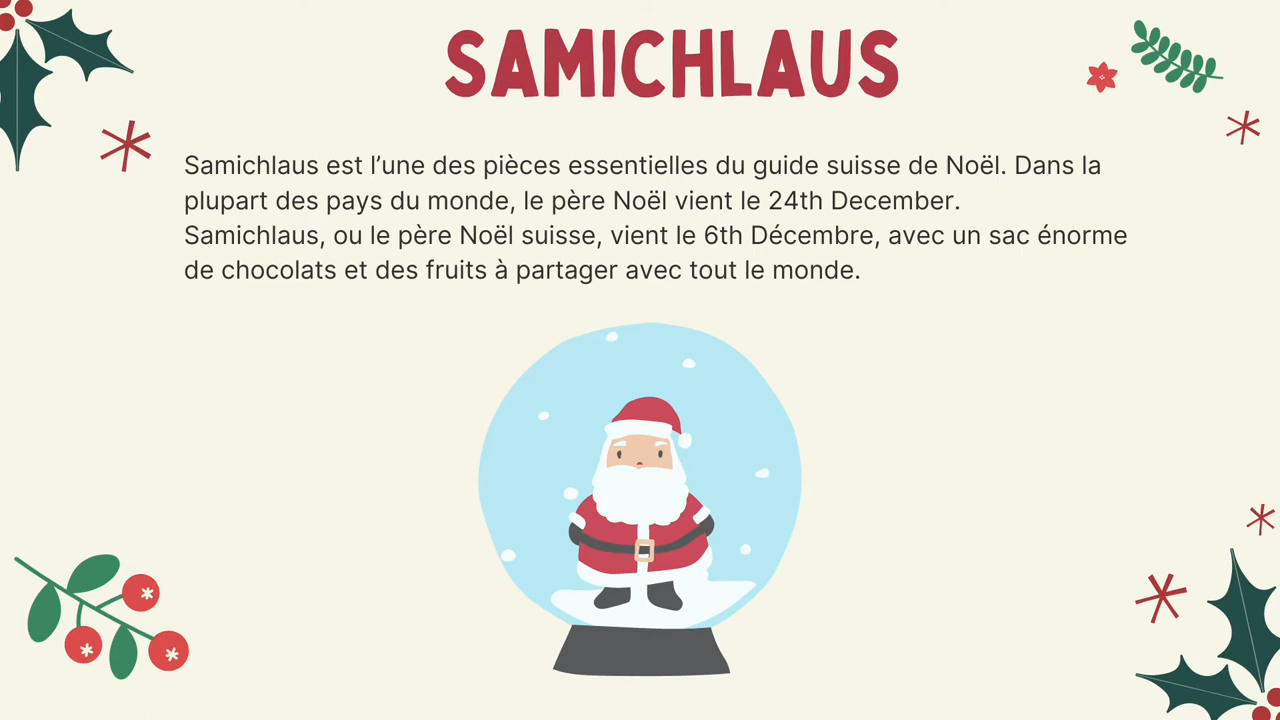 SAMICHLAUS
Samichlaus est l’une des pièces essentielles du guide suisse de Noël. Dans la
plupart des pays du monde, le père Noël vient le 24th December.
Samichlaus, ou le père Noël suisse, vient le 6th Décembre, avec un sac énorme
de chocolats et des fruits à partager avec tout le monde.